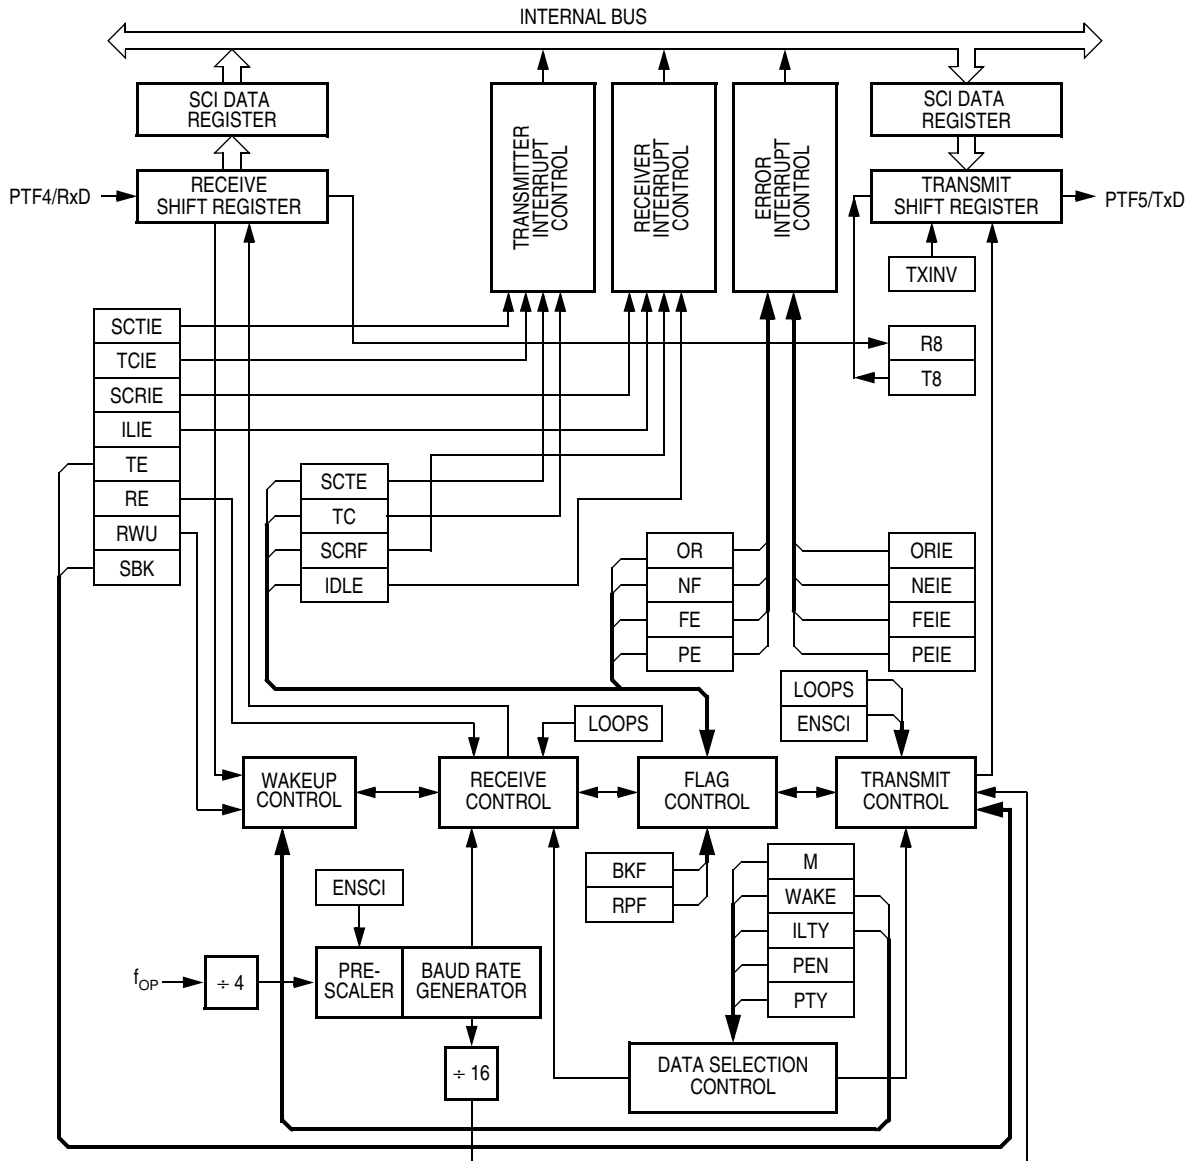 INTERNAL BUS
SCI DATA
REGISTER
SCI DATA
REGISTER
TRANSMITTER
INTERRUPT
CONTROL
RECEIVER
INTERRUPT
CONTROL
ERROR
INTERRUPT
CONTROL
PTF4/RxD
RECEIVE
SHIFT REGISTER
TRANSMIT
SHIFT REGISTER
PTF5/TxD
TXINV
SCTIE
TCIE
SCRIE
ILIE
TE
RE
RWU
SBK
R8
T8
SCTE
TC
SCRF
IDLE
OR
NF
FE
PE
ORIE
NEIE
FEIE
PEIE
LOOPS
LOOPS
ENSCI
WAKEUP
CONTROL
RECEIVE
CONTROL
FLAG
CONTROL
TRANSMIT
CONTROL
BKF
RPF
M
WAKE
ILTY
PEN
PTY
ENSCI
fOP
÷ 4
PRE-
SCALER
BAUD RATE
GENERATOR
÷ 16
DATA SELECTION
CONTROL